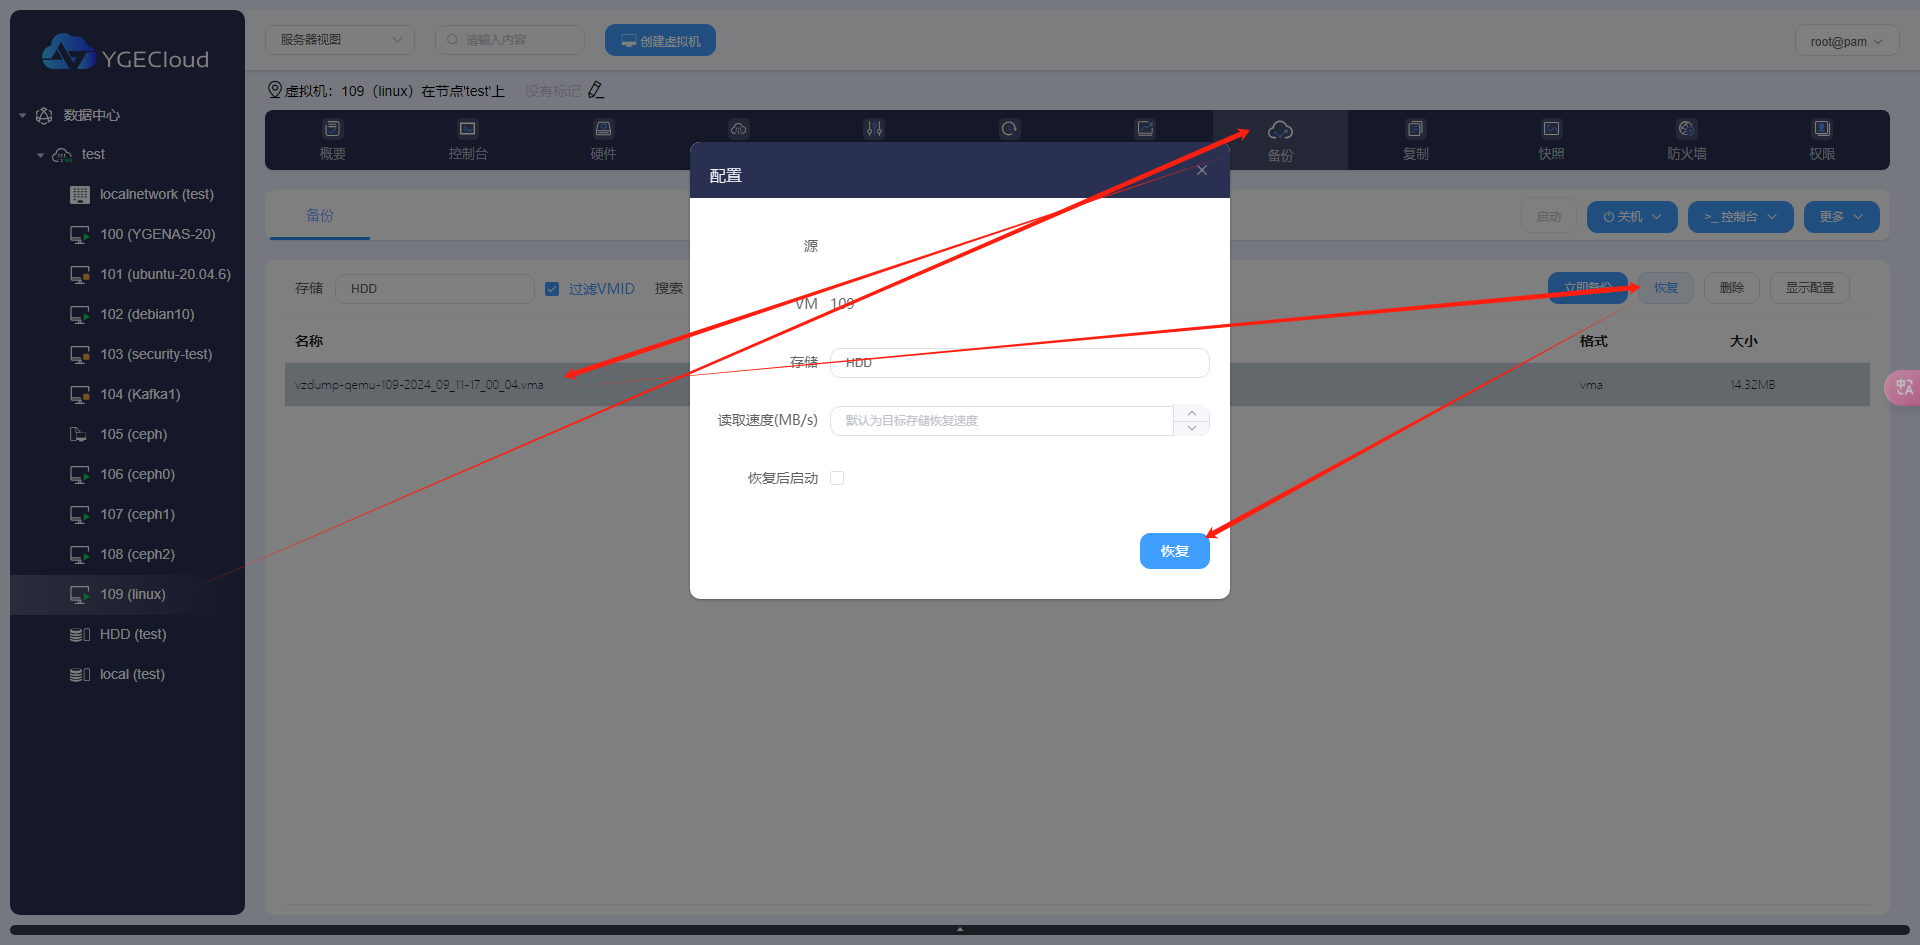 YGECloud
服务器视图
请输入内容
创建虚拟机
root@pam
虚拟机：109（linux）在节点'test'上
没有标记
数据中心
test
localnetwork (test)
100 (YGENAS-20)
101 (ubuntu-20.04.6)
102 (debian10)
103 (security-test)
104 (Kafka1)
105 (ceph)
106 (ceph0)
107 (ceph1)
108 (ceph2)
109 (linux)
HDD (test)
local (test)
概要
控制台
硬件
备份
复制
快照
防火墙
权限
备份
启动
关机
>_ 控制台
更多
存储
HDD
过滤VMID
搜索
立即备份
恢复
删除
显示配置
名称
格式
大小
vzdump-qemu-109-2024_09_11-17_00_04.vma
vma
14.32MB
配置
源
VM 109
存储
HDD
读取速度(MB/s)
默认为目标存储恢复速度
恢复后启动
恢复
中A